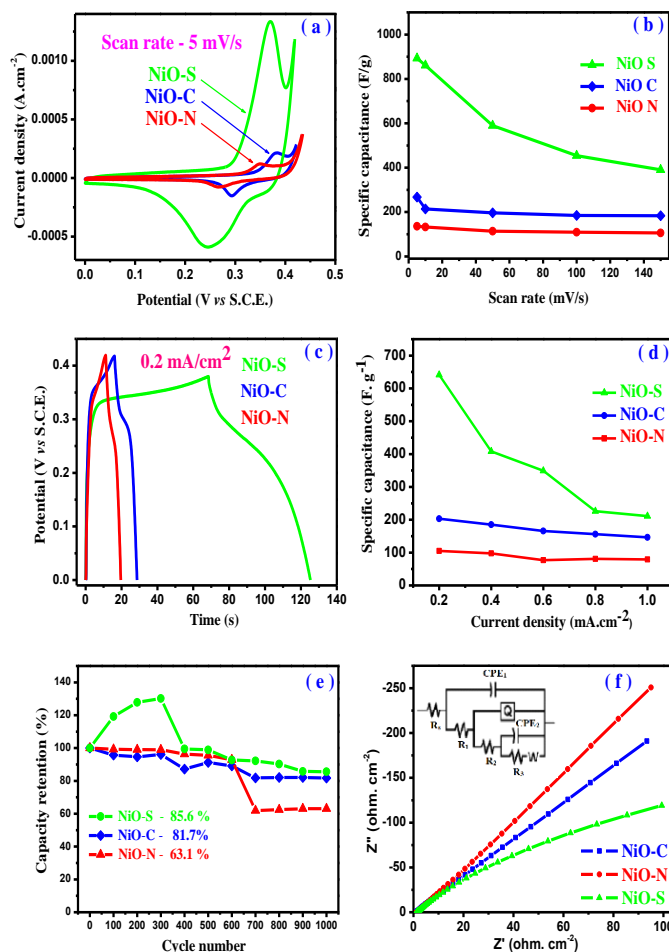 ( a )
Scan rate - 5 mV/s
NiO-S
NiO-C
NiO-N
0.0010
0.0005
0.0000
-0.0005
Current density (A.cm-2)
0.0 0.1 0.2 0.3 0.4 0.5
Potential (V vs S.C.E.)
( b )
NiO S
NiO C
NiO N
1000
800
600
400
200
0
Specific capacitance (F/g)
0 20 40 60 80 100 120 140
Scan rate (mV/s)
( c )
0.2 mA/cm2
NiO-S
NiO-C
NiO-N
0.4
0.3
0.2
0.1
0.0
Potential (V vs S.C.E.)
0 20 40 60 80 100 120 140
Time (s)
( d )
NiO-S
NiO-C
NiO-N
700
600
500
400
300
200
100
0
Specific capacitance (F. g-1)
0.2 0.4 0.6 0.8 1.0
Current density (mA.cm-2)
( e )
NiO-S - 85.6 %
NiO-C - 81.7%
NiO-N - 63.1 %
140
120
100
80
60
40
20
0
Capacity retention (%)
0 100 200 300 400 500 600 700 800 900 1000
Cycle number
( f )
CPE1
Q
CPE2
Rs
R1
R2
R3
W
NiO-C
NiO-N
NiO-S
-250
-200
-150
-100
-50
0
Z'' (ohm. cm-2)
0 20 40 60 80 100
Z' (ohm. cm-2)